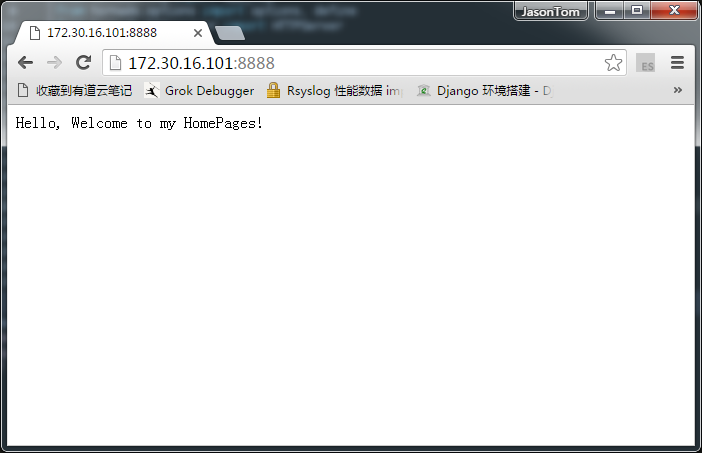 JasonTom
172.30.16.101:8888
172.30.16.101:8888
ES
收藏到有道云笔记 Grok Debugger Rsyslog 性能数据 im Django 环境搭建 - D
Hello, Welcome to my HomePages!